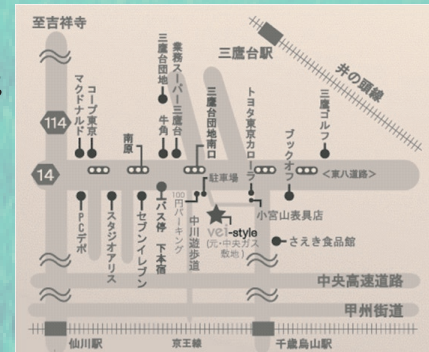 至吉祥寺
三鷹台駅
井の頭線
マクドナルド
コープ東京
三鷹台団地
業務スーパー三鷹台
牛角
三鷹台団地南口
トヨタ東京カローラ
ブックオフ
三鷹ゴルフ
114
南原
14
駐車場
<東八道路>
PCデポ
スタジオアリス
セブンイレブン
バス停 下本宿
100円パーキング
中川遊歩道
vel-style
(元・中央ガス
敷地)
小宮山表具店
さえき食品館
中央高速道路
甲州街道
仙川駅
京王線
千歳烏山駅